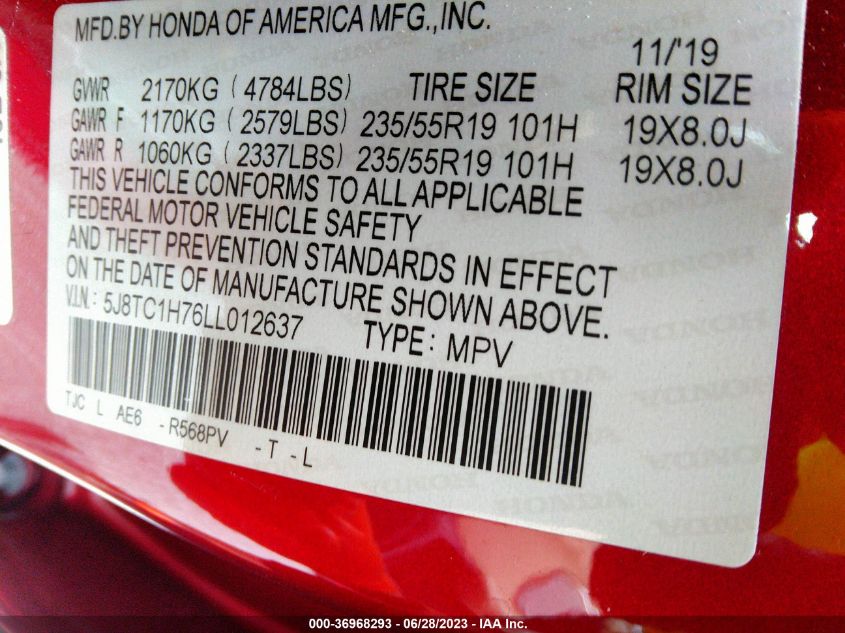 MFD.BY HONDA OF AMERICA MFG.,INC.
11/'19
GVWR 2170KG (4784LBS) TIRE SIZE RIM SIZE
GAWR F 1170KG (2579LBS) 235/55R19 101H 19X8.0J
GAWR R 1060KG (2337LBS) 235/55R19 101H 19X8.0J
THIS VEHICLE CONFORMS TO ALL APPLICABLE
FEDERAL MOTOR VEHICLE SAFETY
AND THEFT PREVENTION STANDARDS IN EFFECT
ON THE DATE OF MANUFACTURE SHOWN ABOVE.
V.I.N.: 5J8TC1H76LL012637 TYPE: MPV
TJC L AE6 -R568PV -T -L
000-36968293 - 06/28/2023 - IAA Inc.